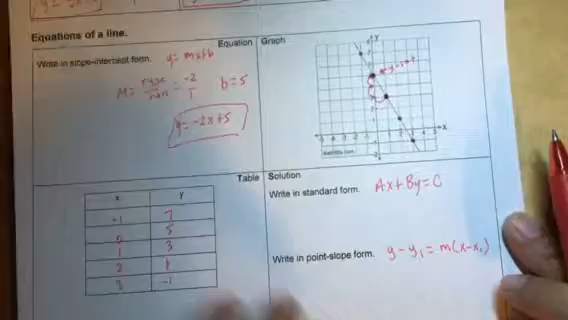 Equations of a line.
Equation
Graph
Write in slope-intercept form. y = mx+b
m = rise/run = -2/1 b=5
y = -2x+5
Table
Solution
x y
-1 7
0 5
1 3
2 1
3 -1
Write in standard form. Ax+By=C
Write in point-slope form. y-y₁ = m(x-x₁)